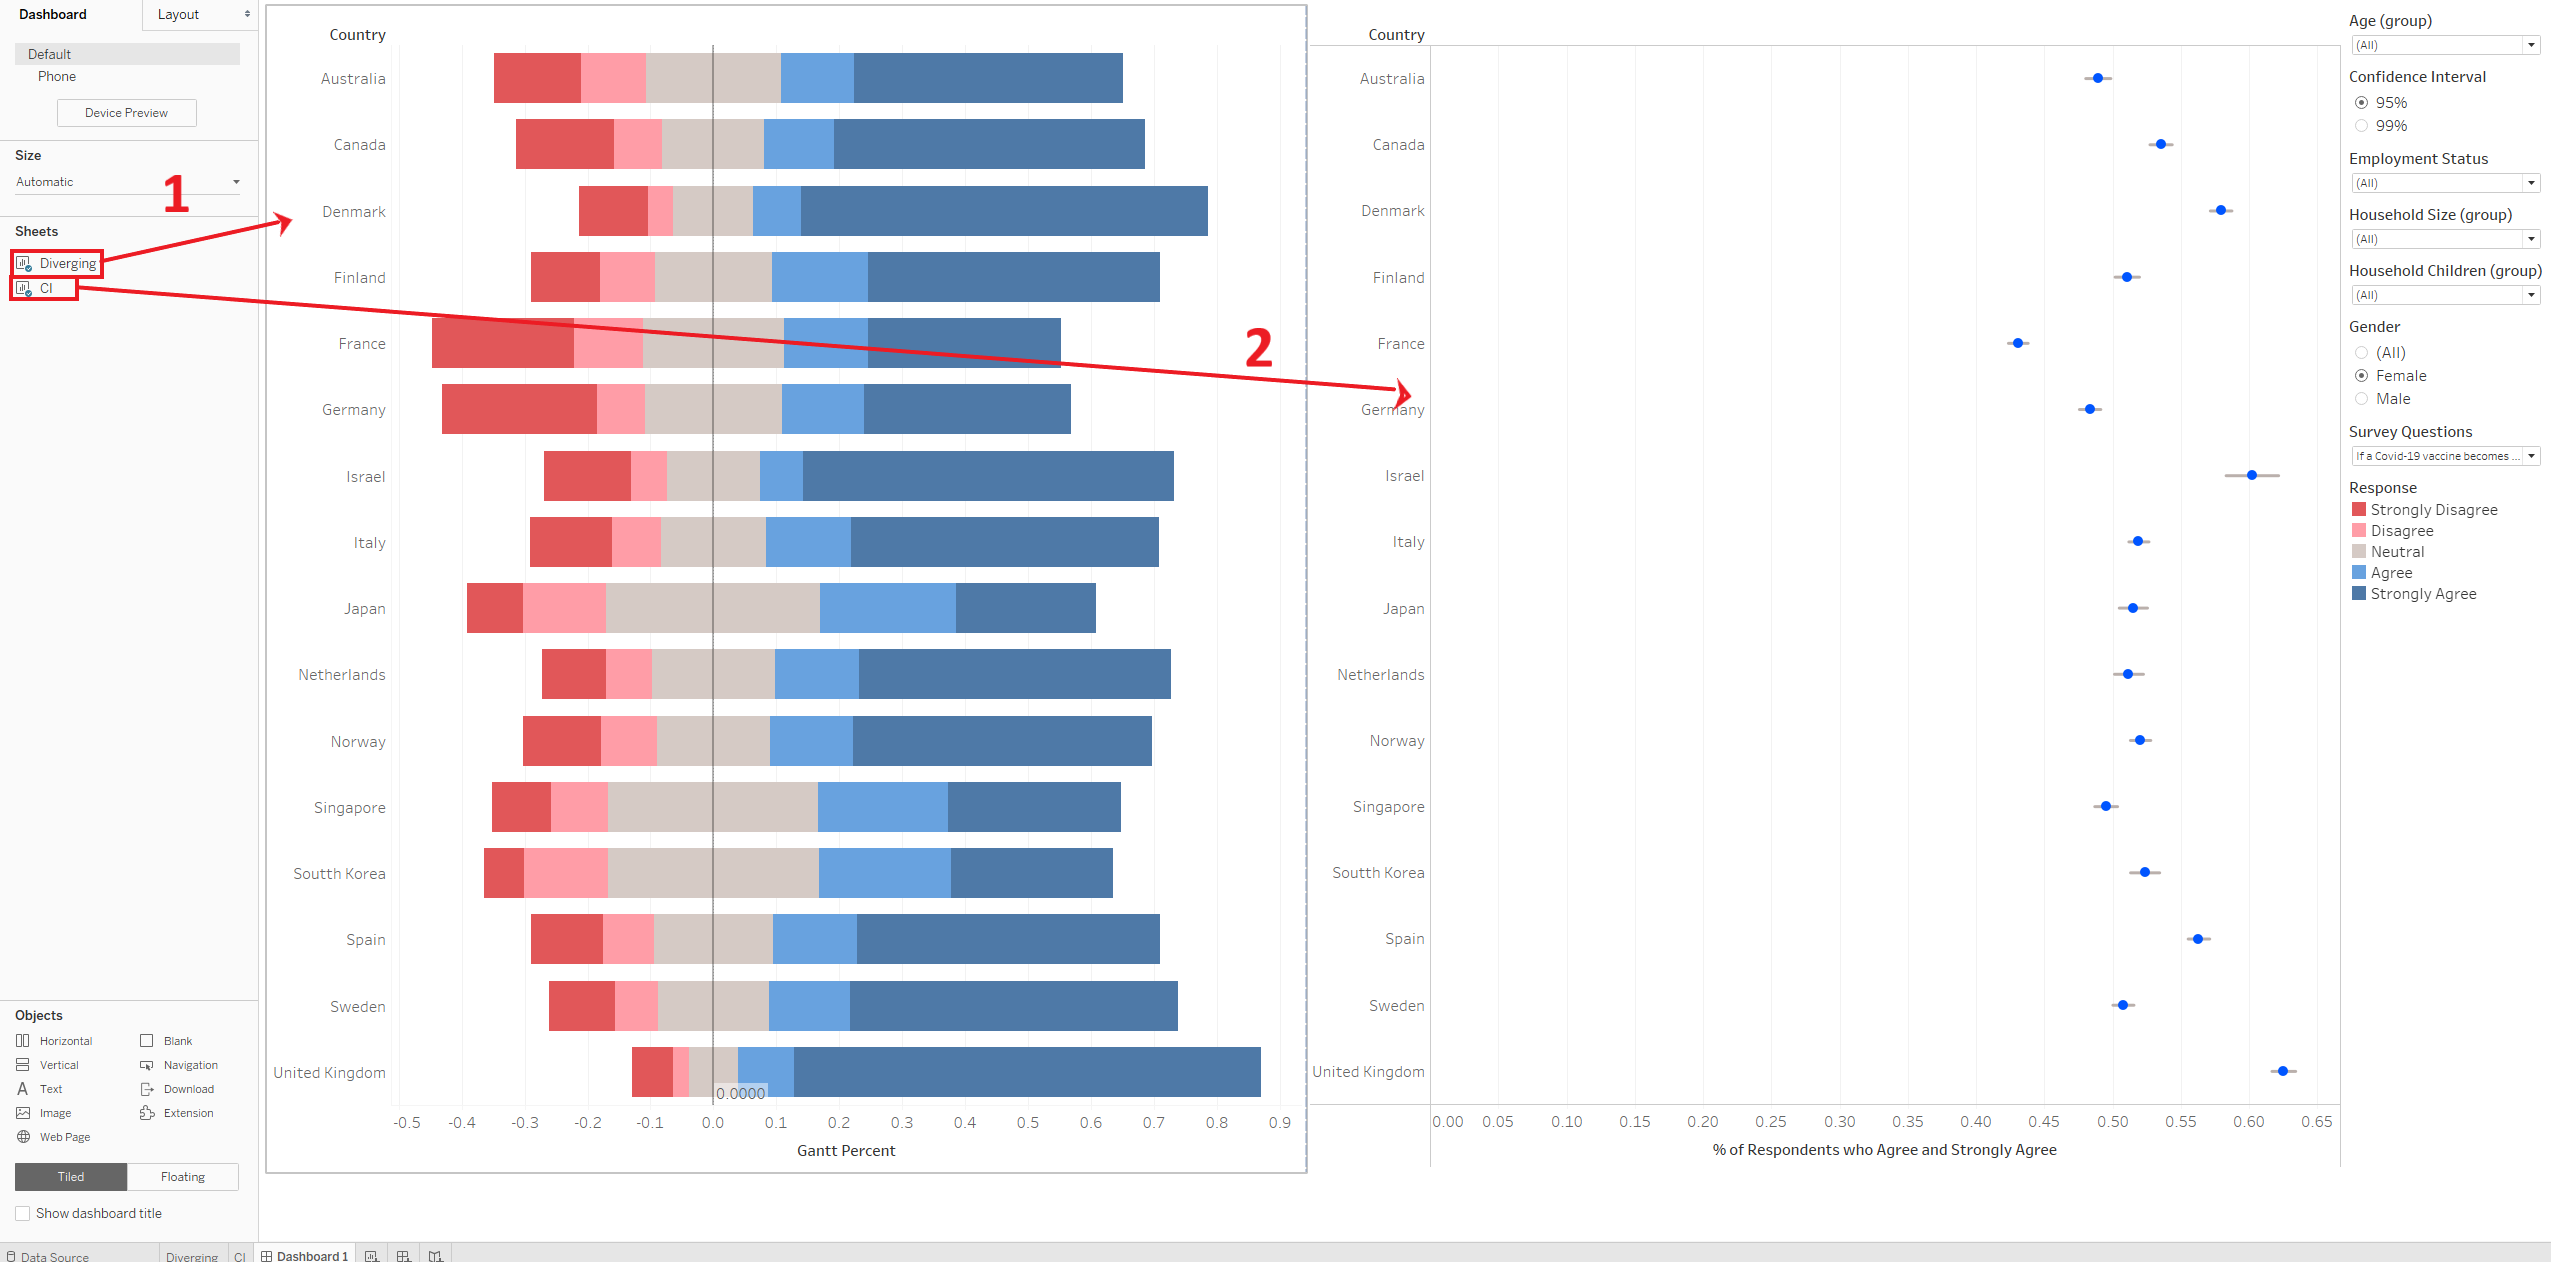 Dashboard
Layout
Default
Phone
Device Preview
Size
Automatic
1
Sheets
Diverging
CI
Objects
Horizontal
Blank
Vertical
Navigation
Text
Download
Image
Extension
Web Page
Tiled
Floating
Show dashboard title
Country
Australia
Canada
Denmark
Finland
France
Germany
Israel
Italy
Japan
Netherlands
Norway
Singapore
Soutth Korea
Spain
Sweden
United Kingdom
0.0000
-0.5 -0.4 -0.3 -0.2 -0.1 0.0 0.1 0.2 0.3 0.4 0.5 0.6 0.7 0.8 0.9
Gantt Percent
2
Country
Australia
Canada
Denmark
Finland
France
Germany
Israel
Italy
Japan
Netherlands
Norway
Singapore
Soutth Korea
Spain
Sweden
United Kingdom
0.00 0.05 0.10 0.15 0.20 0.25 0.30 0.35 0.40 0.45 0.50 0.55 0.60 0.65
% of Respondents who Agree and Strongly Agree
Age (group)
(All)
Confidence Interval
95%
99%
Employment Status
(All)
Household Size (group)
(All)
Household Children (group)
(All)
Gender
(All)
Female
Male
Survey Questions
If a Covid-19 vaccine becomes ...
Response
Strongly Disagree
Disagree
Neutral
Agree
Strongly Agree
Data Source
Diverging
CI
Dashboard 1